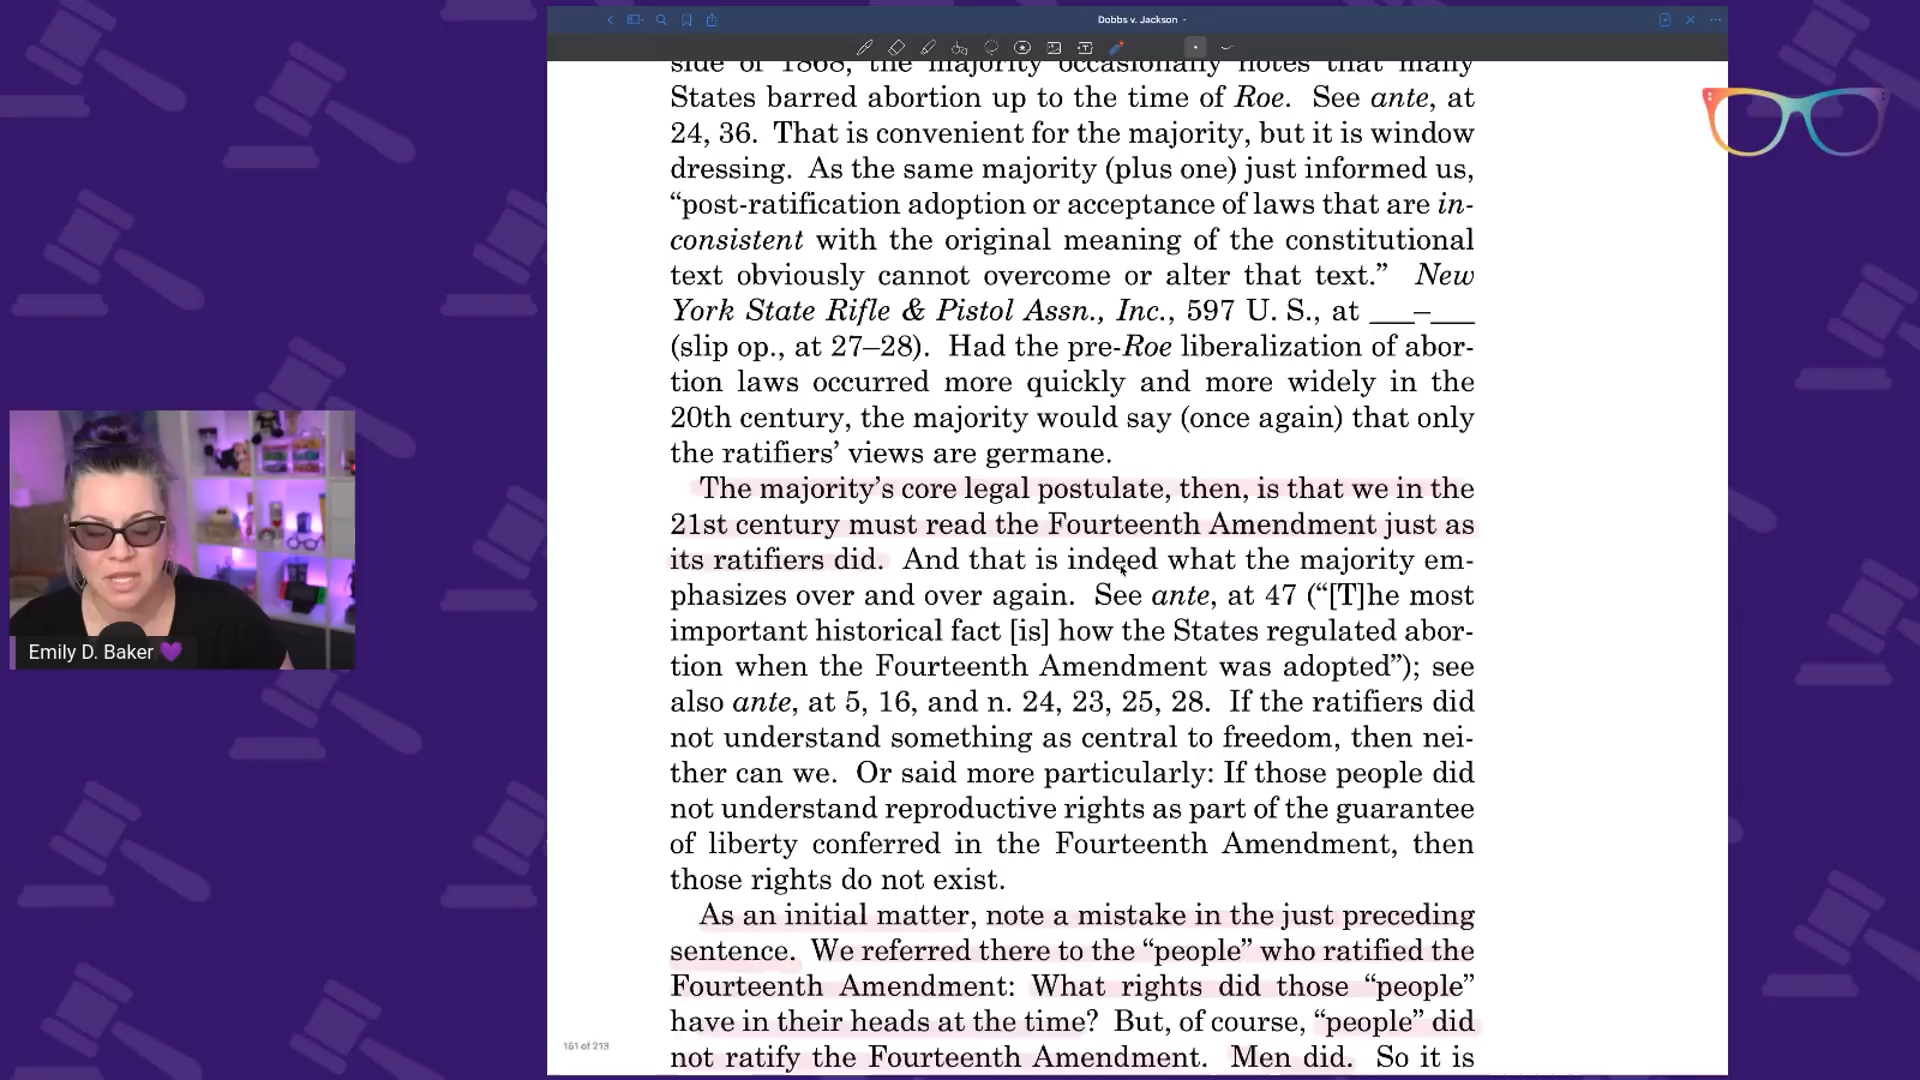 Dobbs v. Jackson
side of 1868, the majority occasionally notes that many
States barred abortion up to the time of Roe. See ante, at
24, 36. That is convenient for the majority, but it is window
dressing. As the same majority (plus one) just informed us,
“post-ratification adoption or acceptance of laws that are in-
consistent with the original meaning of the constitutional
text obviously cannot overcome or alter that text.” New
York State Rifle & Pistol Assn., Inc., 597 U. S., at ___–___
(slip op., at 27–28). Had the pre-Roe liberalization of abor-
tion laws occurred more quickly and more widely in the
20th century, the majority would say (once again) that only
the ratifiers’ views are germane.
The majority’s core legal postulate, then, is that we in the
21st century must read the Fourteenth Amendment just as
its ratifiers did. And that is indeed what the majority em-
phasizes over and over again. See ante, at 47 (“[T]he most
important historical fact [is] how the States regulated abor-
tion when the Fourteenth Amendment was adopted”); see
also ante, at 5, 16, and n. 24, 23, 25, 28. If the ratifiers did
not understand something as central to freedom, then nei-
ther can we. Or said more particularly: If those people did
not understand reproductive rights as part of the guarantee
of liberty conferred in the Fourteenth Amendment, then
those rights do not exist.
As an initial matter, note a mistake in the just preceding
sentence. We referred there to the “people” who ratified the
Fourteenth Amendment: What rights did those “people”
have in their heads at the time? But, of course, “people” did
not ratify the Fourteenth Amendment. Men did. So it is
161 of 213
Emily D. Baker 💜